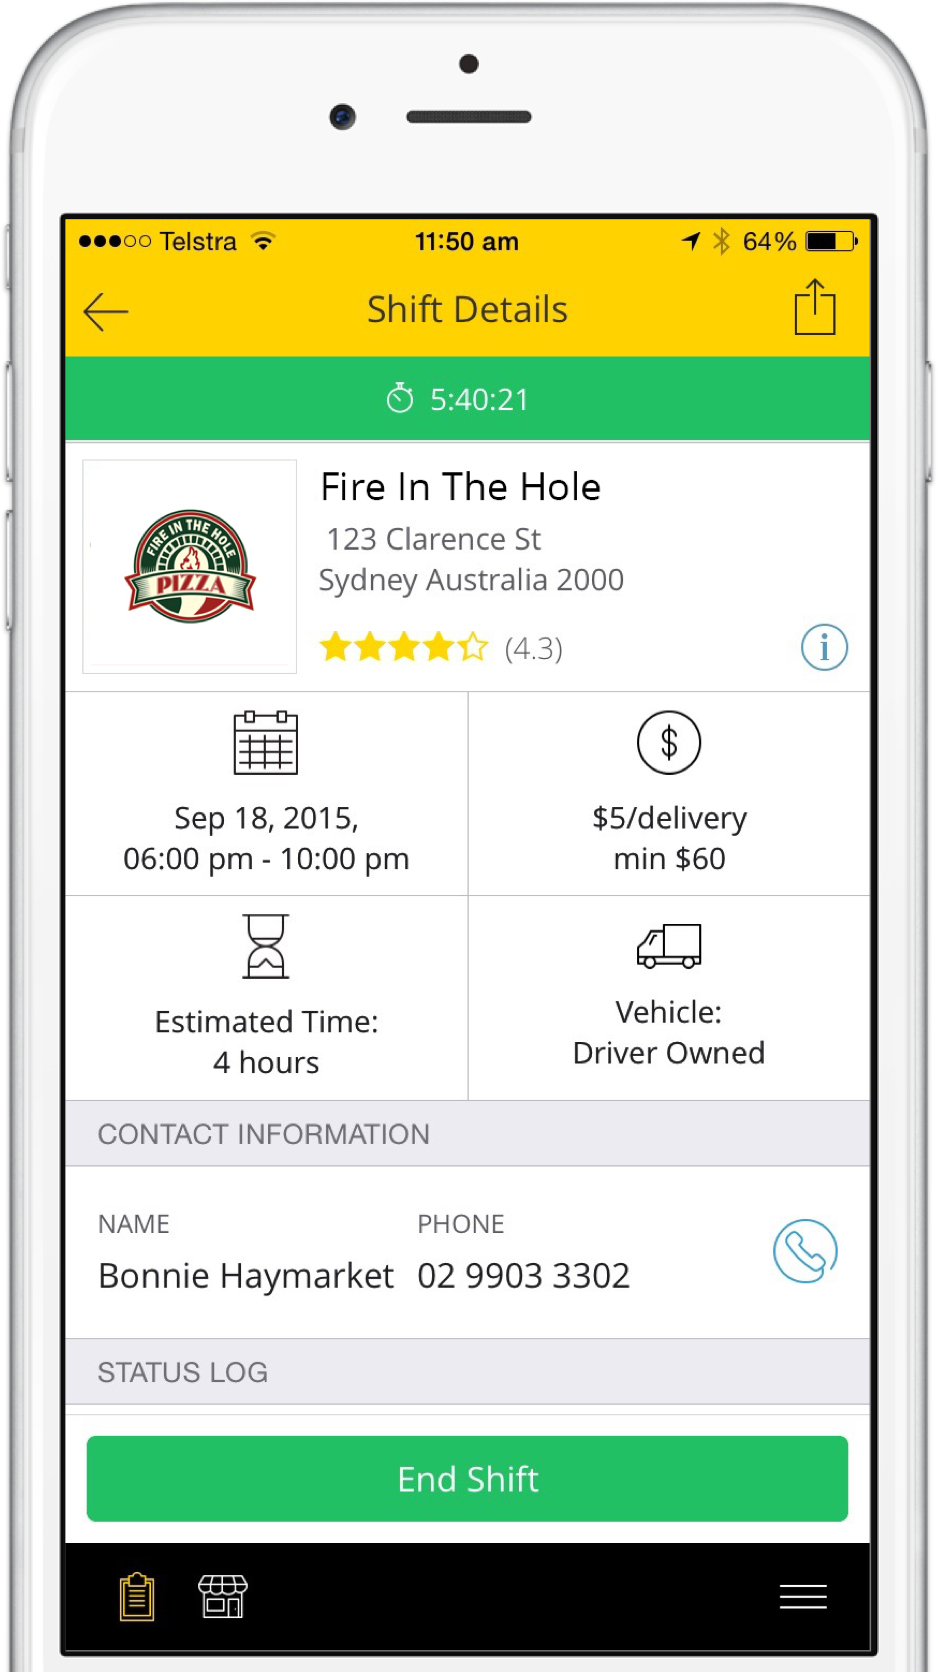 Telstra 11:50 am 64%
Shift Details
5:40:21
FIRE IN THE HOLE
PIZZA
Fire In The Hole
123 Clarence St
Sydney Australia 2000
(4.3)
i
Sep 18, 2015,
06:00 pm - 10:00 pm
$
$5/delivery
min $60
Estimated Time:
4 hours
Vehicle:
Driver Owned
CONTACT INFORMATION
NAME PHONE
Bonnie Haymarket 02 9903 3302
STATUS LOG
End Shift